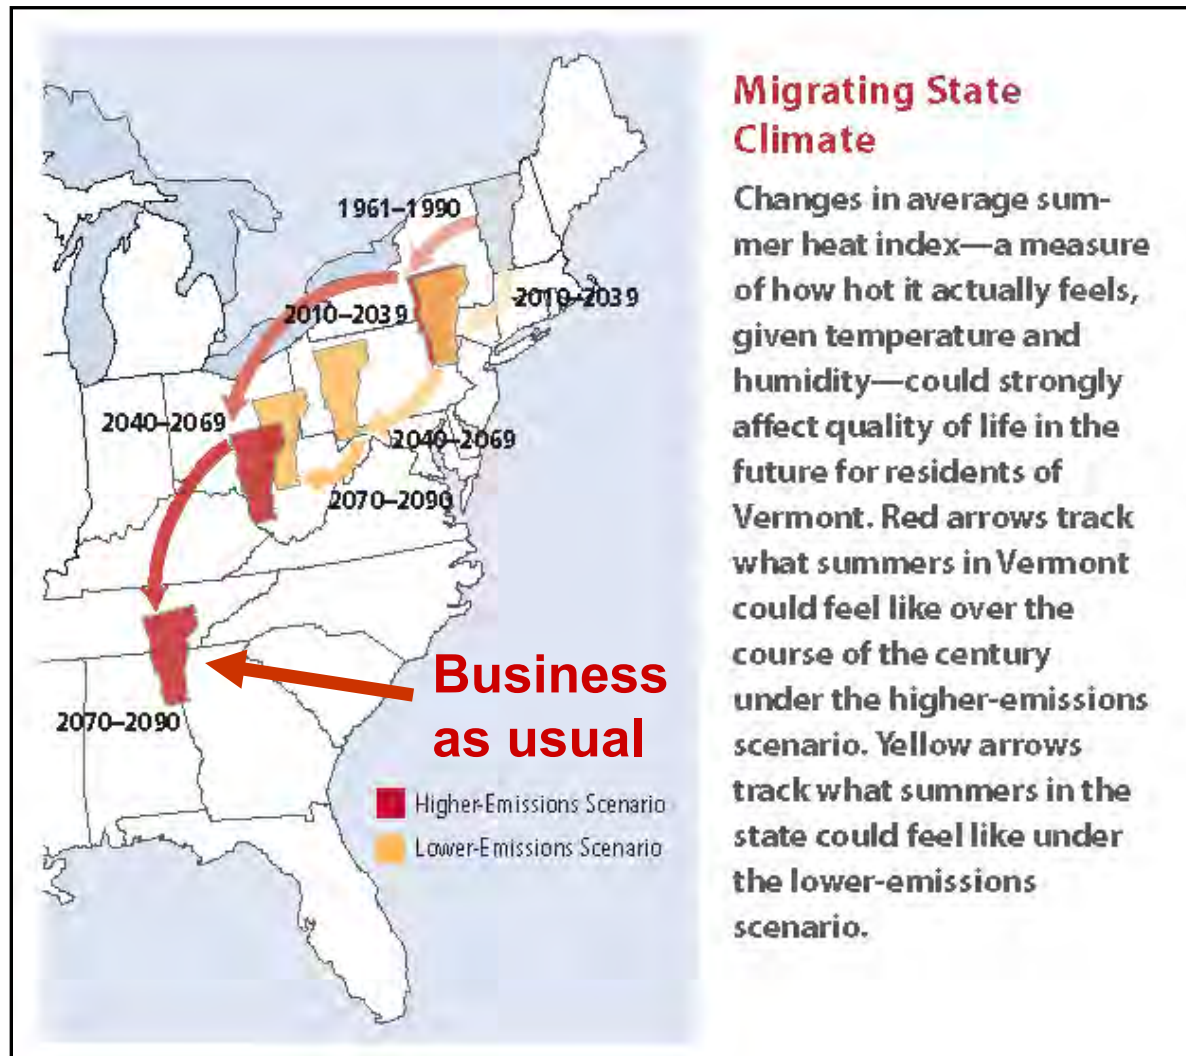 1961–1990
2010–2039
2010–2039
2040–2069
2040–2069
2070–2090
2070–2090
Business
as usual
Higher-Emissions Scenario
Lower-Emissions Scenario
Migrating State
Climate
Changes in average sum-
mer heat index—a measure
of how hot it actually feels,
given temperature and
humidity—could strongly
affect quality of life in the
future for residents of
Vermont. Red arrows track
what summers in Vermont
could feel like over the
course of the century
under the higher-emissions
scenario. Yellow arrows
track what summers in the
state could feel like under
the lower-emissions
scenario.